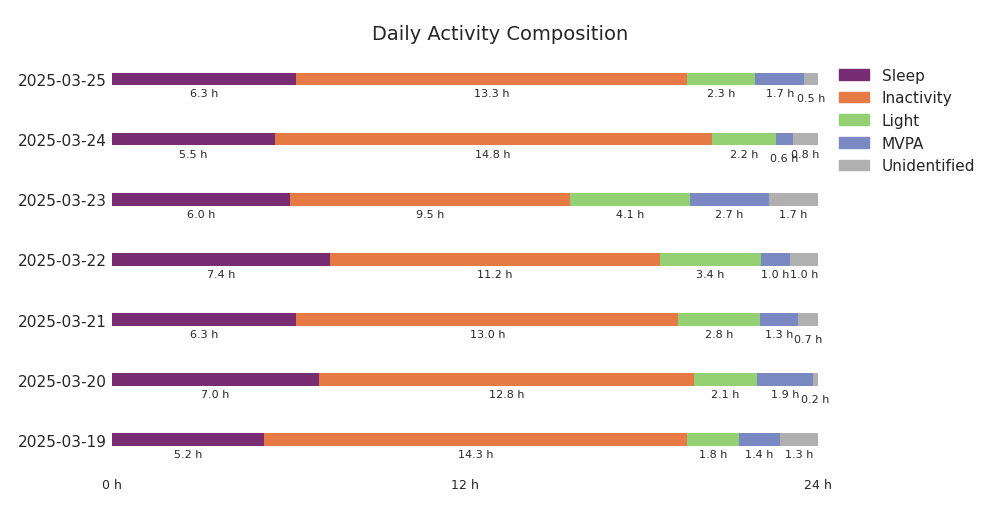 Daily Activity Composition
2025-03-25
6.3 h 13.3 h 2.3 h 1.7 h 0.5 h
2025-03-24
5.5 h 14.8 h 2.2 h 0.6 h 0.8 h
2025-03-23
6.0 h 9.5 h 4.1 h 2.7 h 1.7 h
2025-03-22
7.4 h 11.2 h 3.4 h 1.0 h 1.0 h
2025-03-21
6.3 h 13.0 h 2.8 h 1.3 h 0.7 h
2025-03-20
7.0 h 12.8 h 2.1 h 1.9 h 0.2 h
2025-03-19
5.2 h 14.3 h 1.8 h 1.4 h 1.3 h
0 h 12 h 24 h
Sleep
Inactivity
Light
MVPA
Unidentified